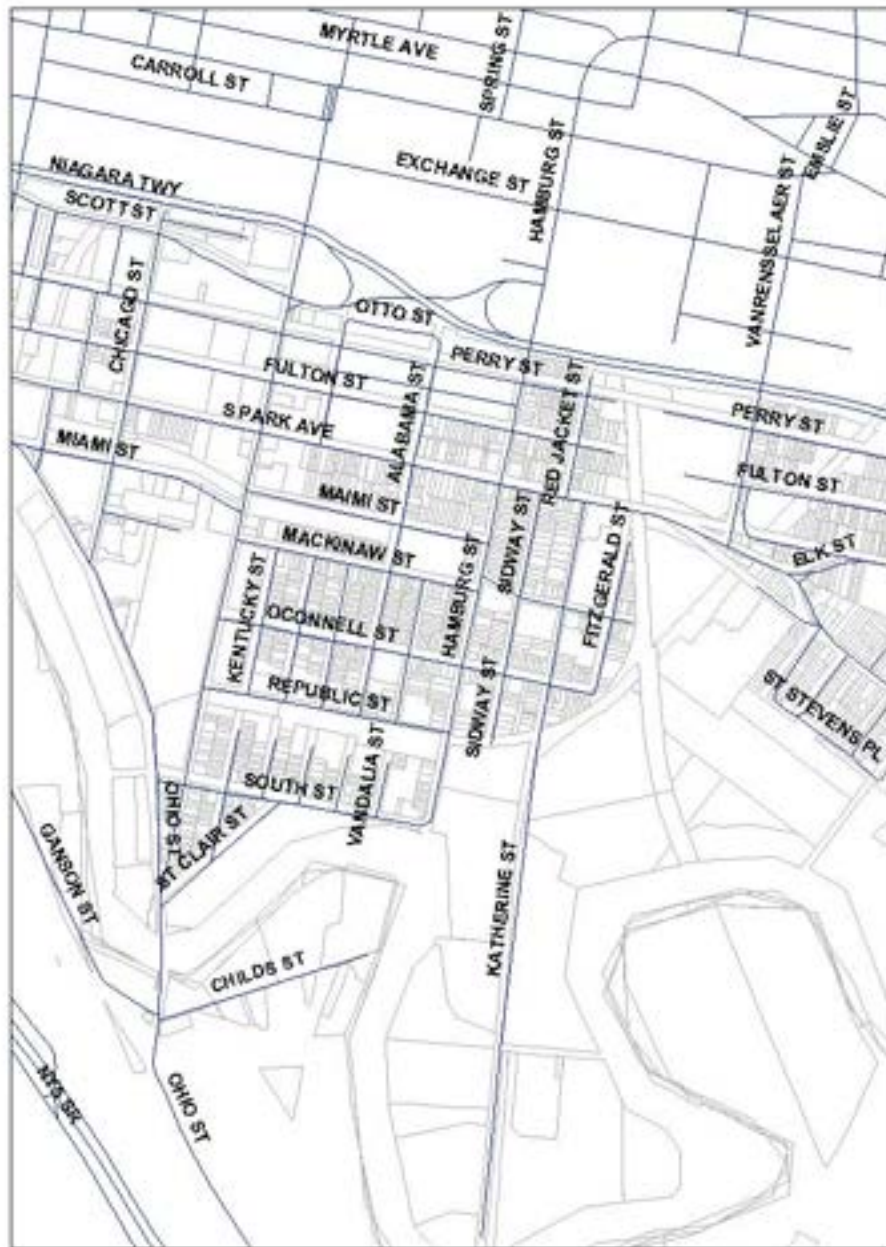 MYRTLE AVE
SPRING ST
CARROLL ST
EMSLIE ST
HAMBURG ST
EXCHANGE ST
NIAGARA TWY
SCOTT ST
VANRENSSELAER ST
CHICAGO ST
OTTO ST
PERRY ST
FULTON ST
RED JACKET ST
ALABAMA ST
PERRY ST
S PARK AVE
MIAMI ST
FULTON ST
MAIMI ST
SIDWAY ST
FITZGERALD ST
ELK ST
MACKINAW ST
HAMBURG ST
KENTUCKY ST
OCONNELL ST
REPUBLIC ST
SIDWAY ST
ST STEVENS PL
VANDALIA ST
SOUTH ST
OHIO ST
ST CLAIR ST
GANSON ST
KATHERINE ST
CHILDS ST
OHIO ST
NYS SR